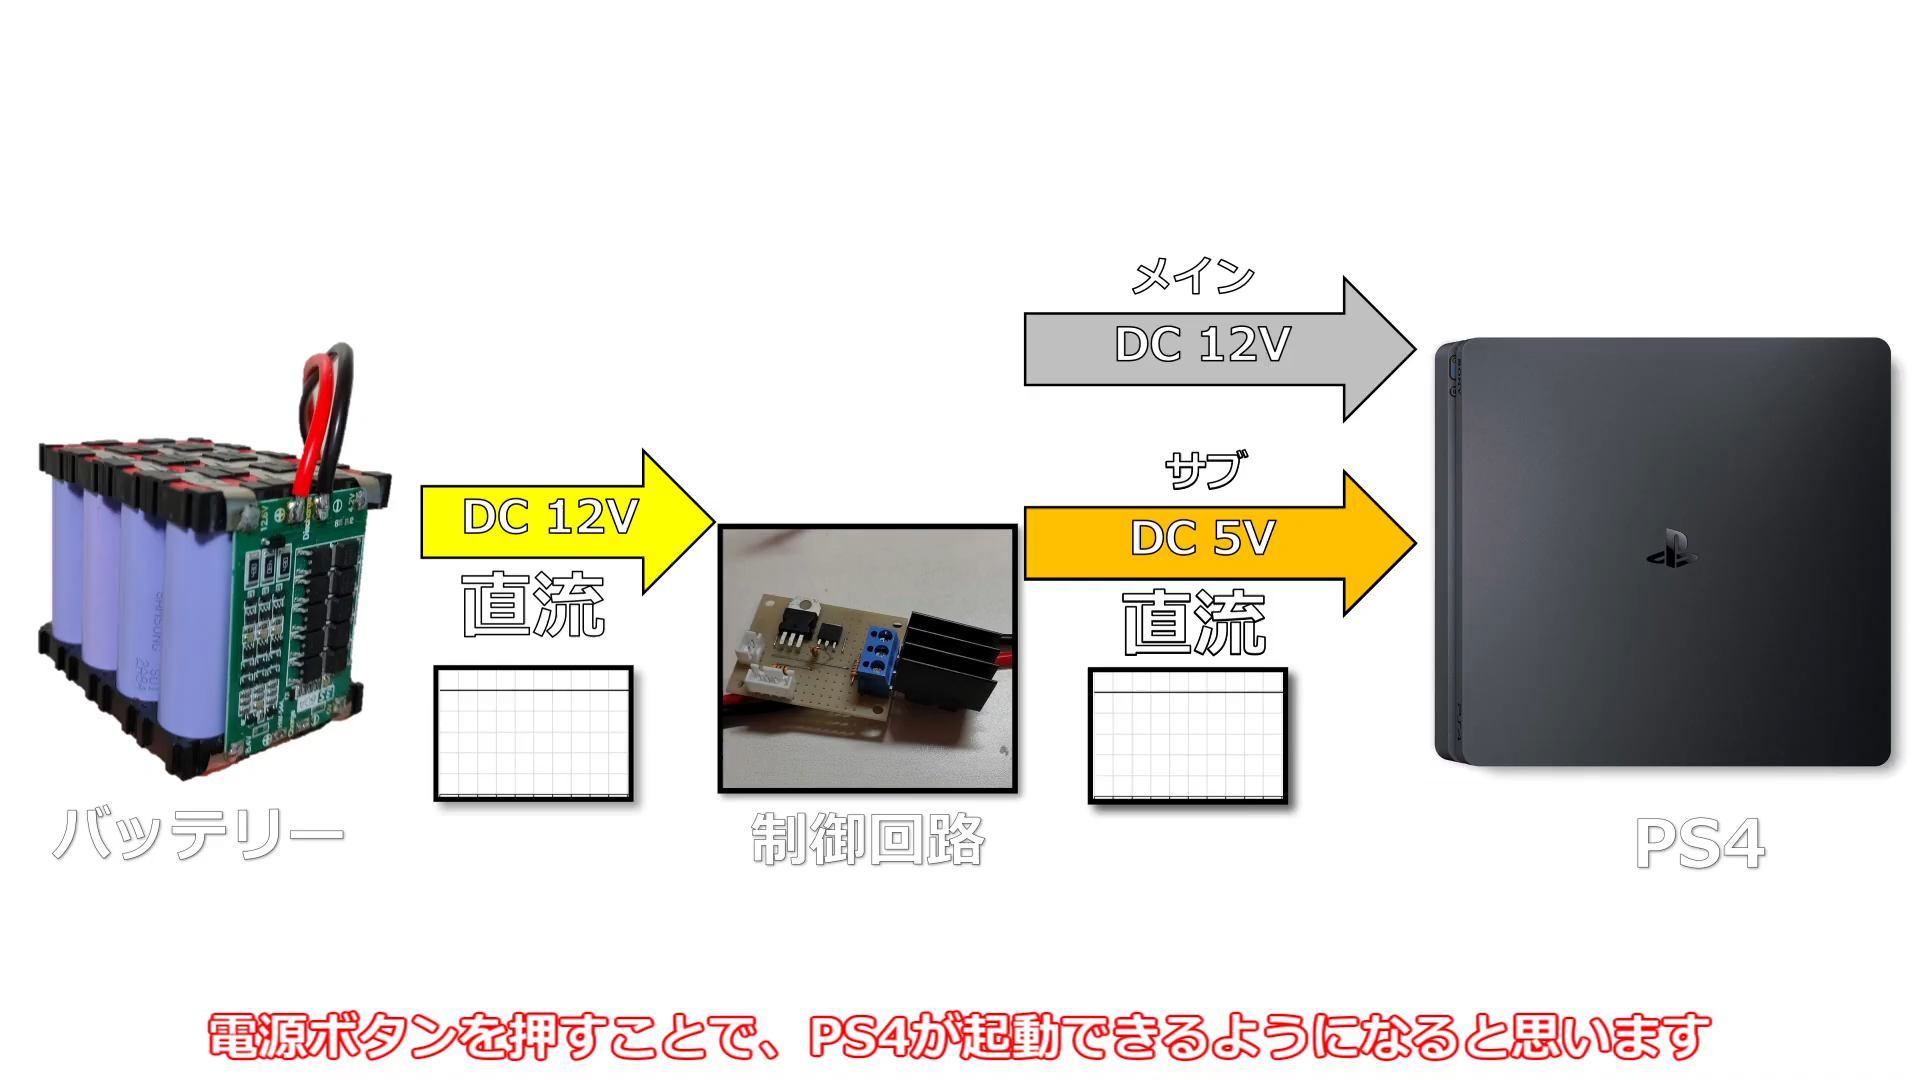 メイン
DC 12V
サブ
DC 12V
DC 5V
直流
直流
バッテリー
制御回路
PS4
電源ボタンを押すことで、PS4が起動できるようになると思います